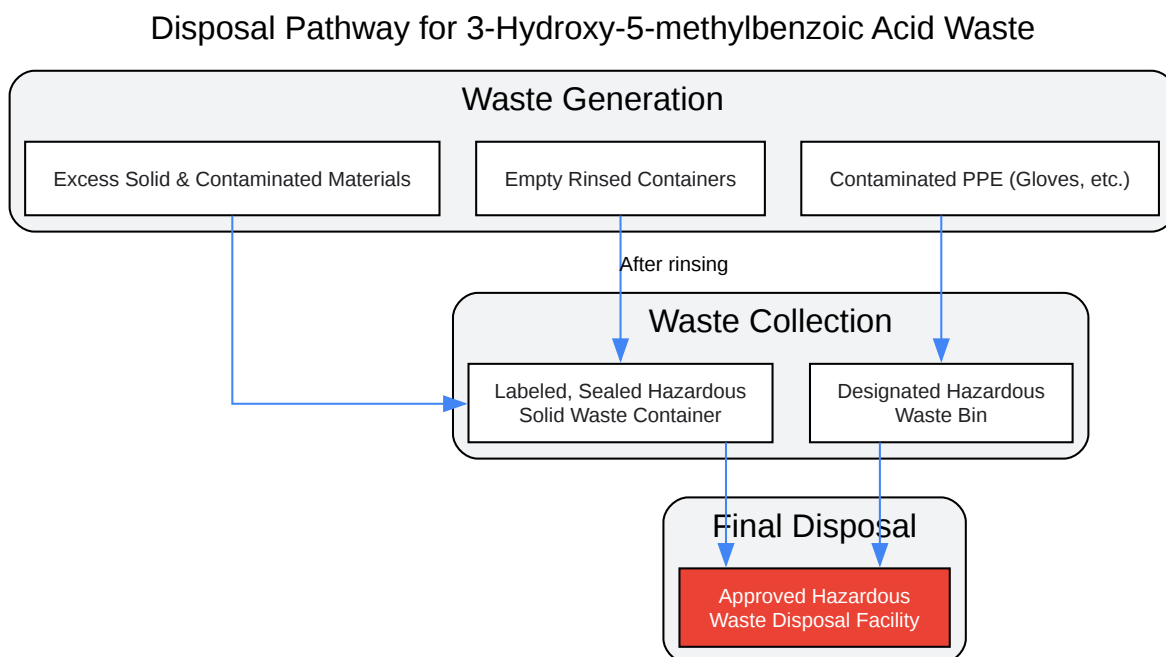 Disposal Pathway for 3-Hydroxy-5-methylbenzoic Acid Waste
Waste Generation
Excess Solid & Contaminated Materials
Empty Rinsed Containers
Contaminated PPE (Gloves, etc.)
After rinsing
Waste Collection
Labeled, Sealed Hazardous
Solid Waste Container
Designated Hazardous
Waste Bin
Final Disposal
Approved Hazardous
Waste Disposal Facility